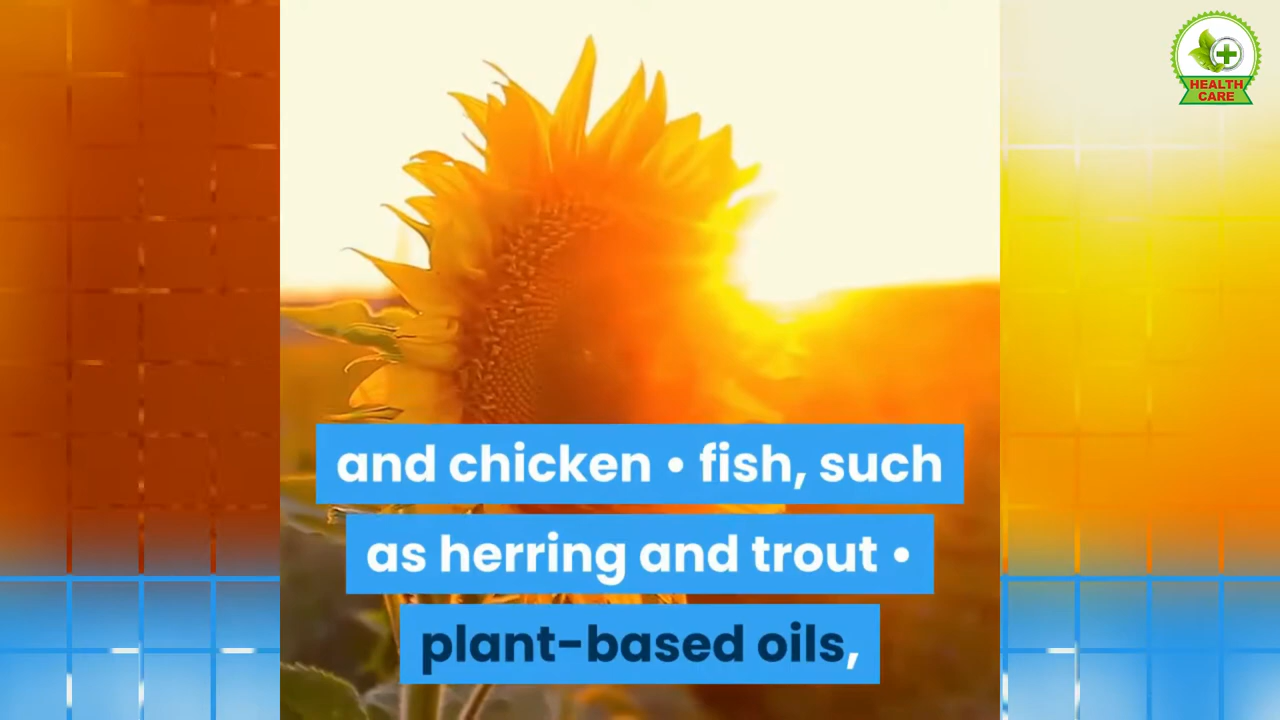 HEALTH
CARE
and chicken • fish, such
as herring and trout •
plant-based oils,